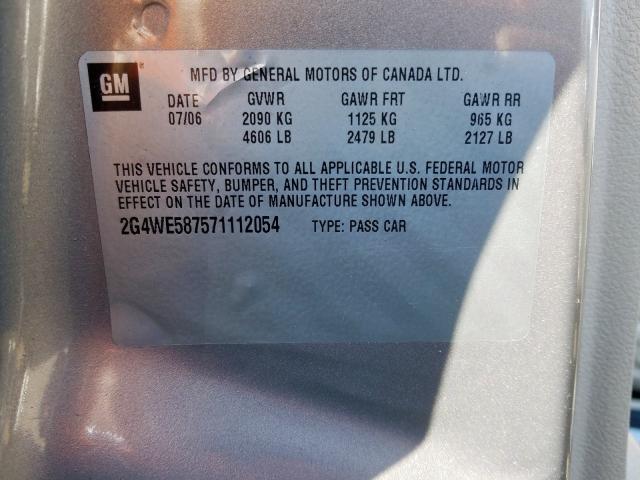 GM
MFD BY GENERAL MOTORS OF CANADA LTD.
DATE GVWR GAWR FRT GAWR RR
07/06 2090 KG 1125 KG 965 KG
4606 LB 2479 LB 2127 LB
THIS VEHICLE CONFORMS TO ALL APPLICABLE U.S. FEDERAL MOTOR
VEHICLE SAFETY, BUMPER, AND THEFT PREVENTION STANDARDS IN
EFFECT ON THE DATE OF MANUFACTURE SHOWN ABOVE.
2G4WE587571112054 TYPE: PASS CAR